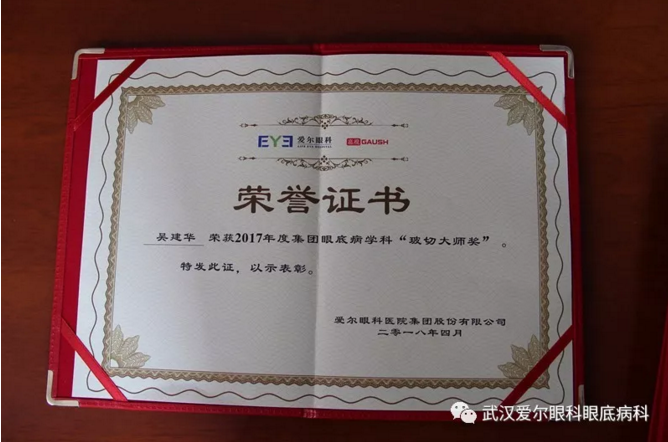 EYE 爱尔眼科 高视 GAUSH
荣誉证书
吴建华 荣获2017年度集团眼底病学科“玻切大师奖”。
特发此证，以示表彰。
爱尔眼科医院集团股份有限公司
二零一八年四月
武汉爱尔眼科眼底病科